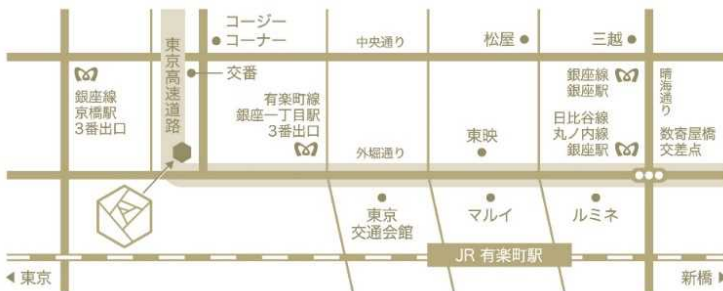 コージー
コーナー
中央通り
松屋
三越
東京高速道路
交番
銀座線
京橋駅
3番出口
有楽町線
銀座一丁目駅
3番出口
銀座線
銀座駅
日比谷線
丸ノ内線
銀座駅
晴海通り
数寄屋橋
交差点
東映
外堀通り
東京
交通会館
マルイ
ルミネ
JR 有楽町駅
東京
新橋